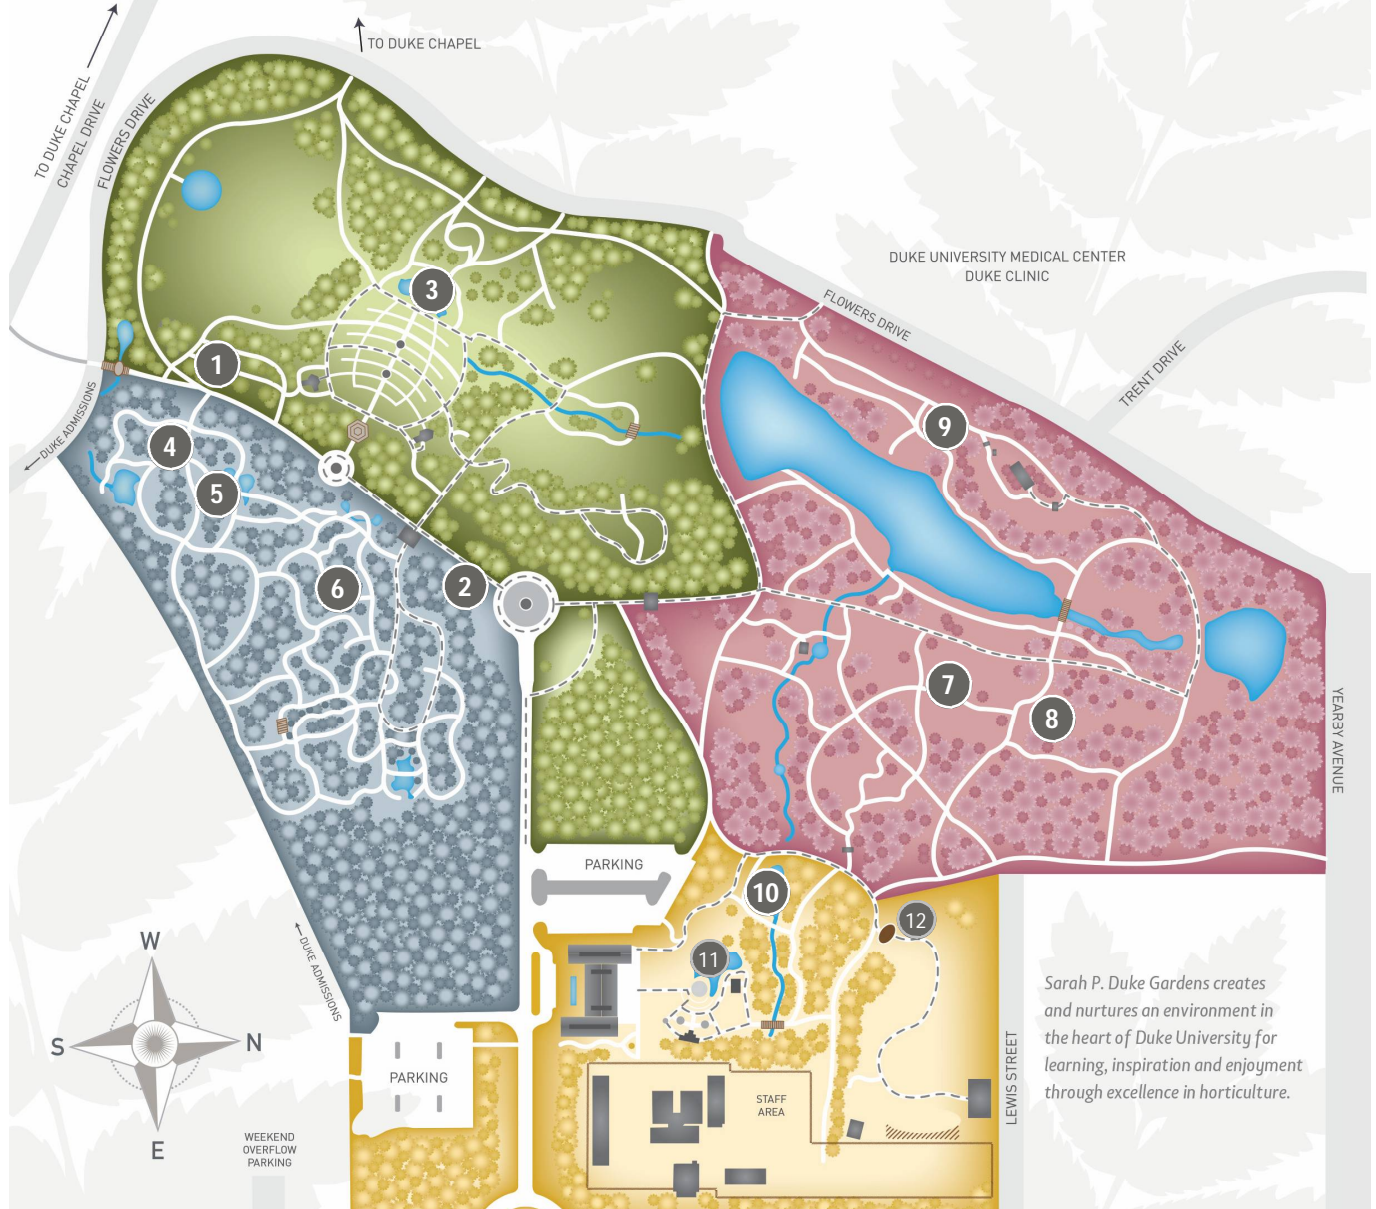 TO DUKE CHAPEL
TO DUKE CHAPEL
CHAPEL DRIVE
FLOWERS DRIVE
DUKE UNIVERSITY MEDICAL CENTER
DUKE CLINIC
FLOWERS DRIVE
TRENT DRIVE
3
1
DUKE ADMISSIONS
4
5
9
6
2
7
8
YEARBY AVENUE
PARKING
10
12
11
DUKE ADMISSIONS
W
S
N
E
Sarah P. Duke Gardens creates
and nurtures an environment in
the heart of Duke University for
learning, inspiration and enjoyment
through excellence in horticulture.
LEWIS STREET
PARKING
STAFF
AREA
WEEKEND
OVERFLOW
PARKING